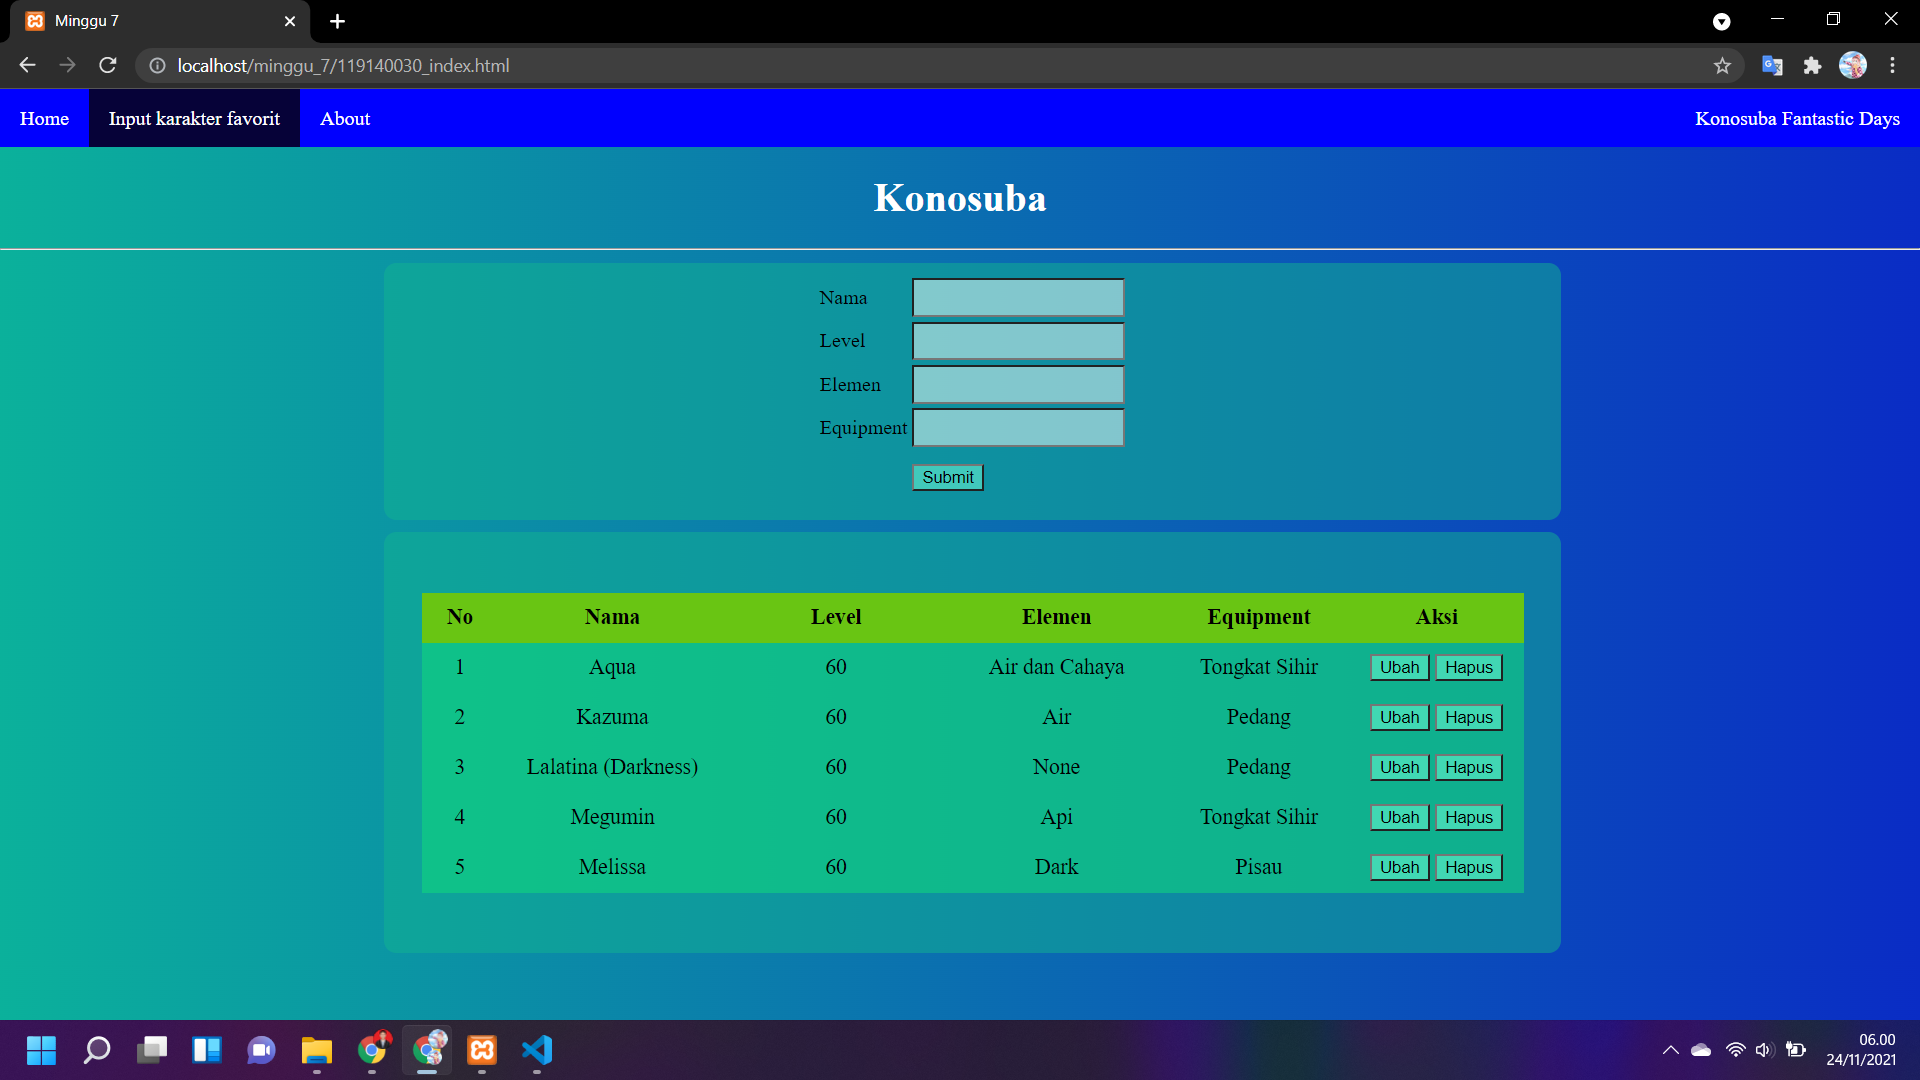 Minggu 7
localhost/minggu_7/119140030_index.html
Home Input karakter favorit About Konosuba Fantastic Days
Konosuba
Nama
Level
Elemen
Equipment
Submit
No Nama Level Elemen Equipment Aksi
1 Aqua 60 Air dan Cahaya Tongkat Sihir Ubah Hapus
2 Kazuma 60 Air Pedang Ubah Hapus
3 Lalatina (Darkness) 60 None Pedang Ubah Hapus
4 Megumin 60 Api Tongkat Sihir Ubah Hapus
5 Melissa 60 Dark Pisau Ubah Hapus
06.00
24/11/2021